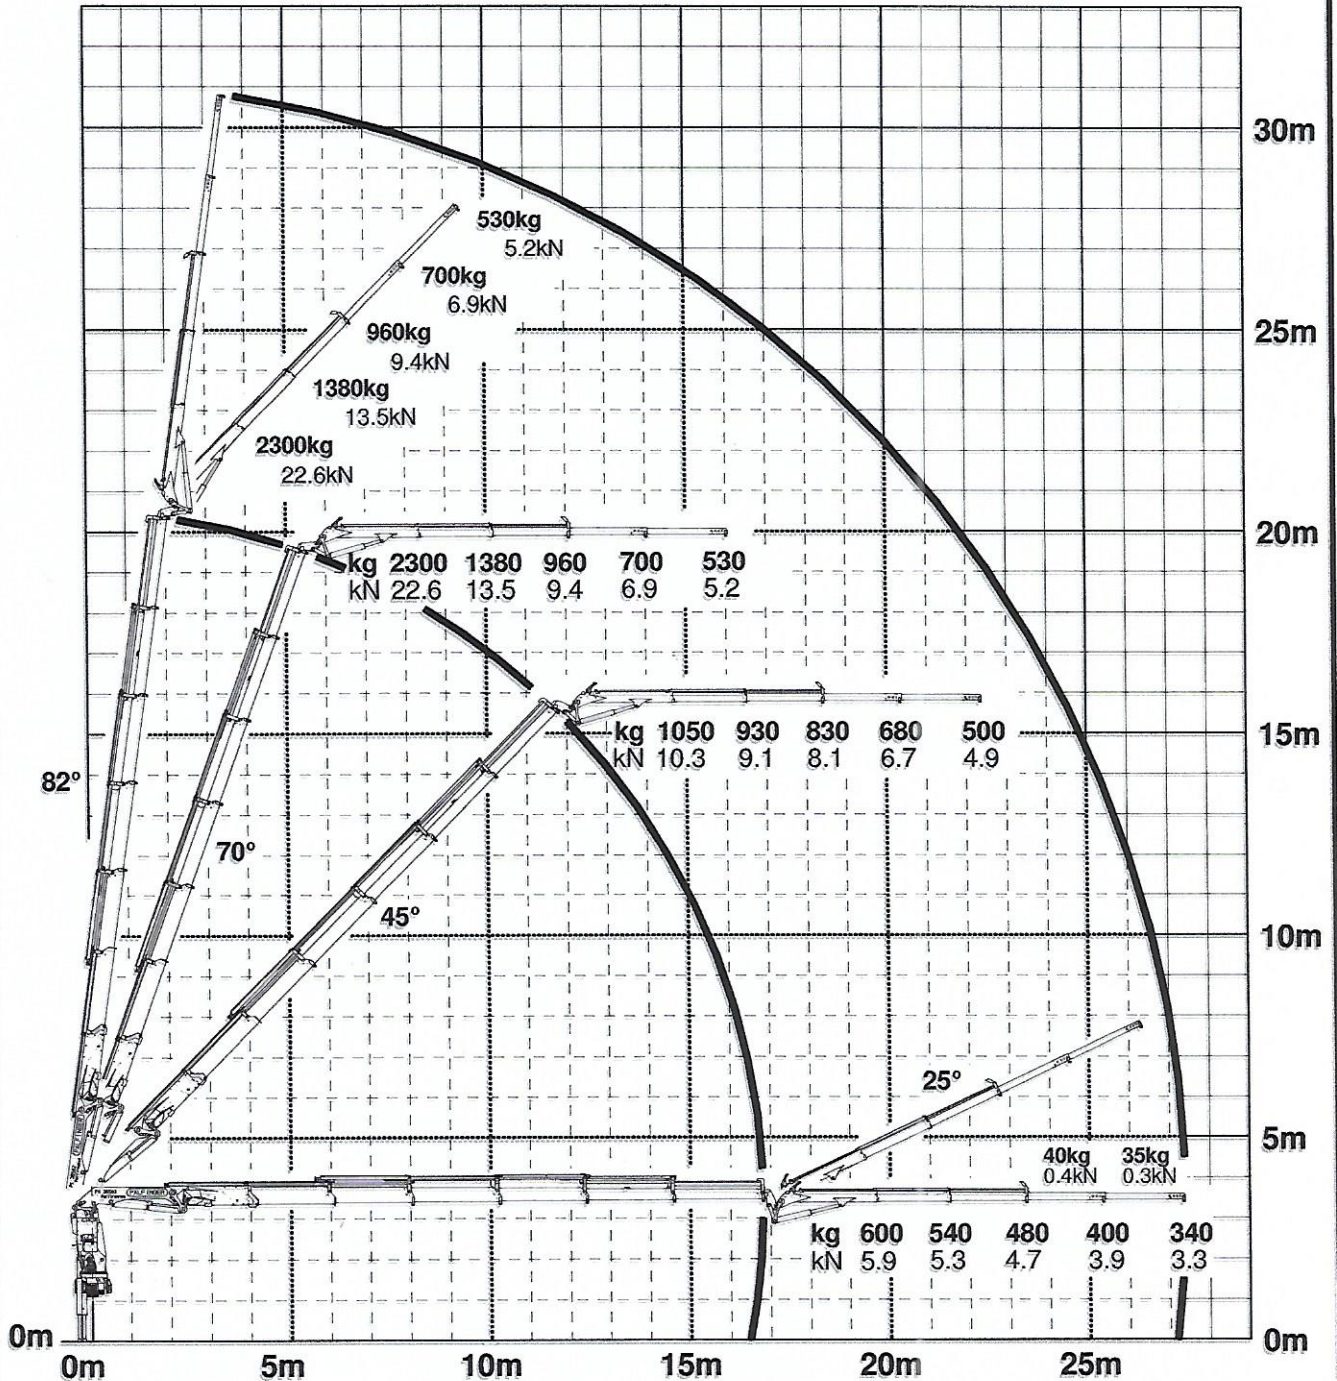 30m
530kg
5.2kN
700kg
6.9kN
25m
960kg
9.4kN
1380kg
13.5kN
2300kg
22.6kN
20m
kg 2300 1380 960 700 530
kN 22.6 13.5 9.4 6.9 5.2
kg 1050 930 830 680 500
kN 10.3 9.1 8.1 6.7 4.9
15m
82°
70°
45°
10m
25°
5m
40kg 35kg
0.4kN 0.3kN
PALFINGER
kg 600 540 480 400 340
kN 5.9 5.3 4.7 3.9 3.3
0m 0m
0m 5m 10m 15m 20m 25m